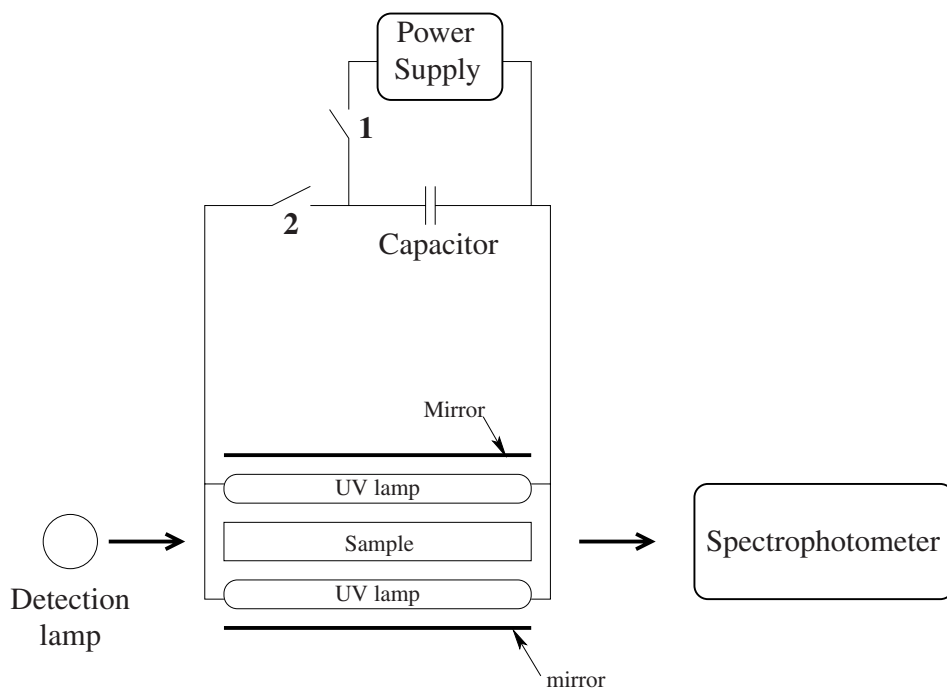 Power
Supply
1
2
Capacitor
Mirror
UV lamp
Sample
UV lamp
Detection
lamp
Spectrophotometer
mirror